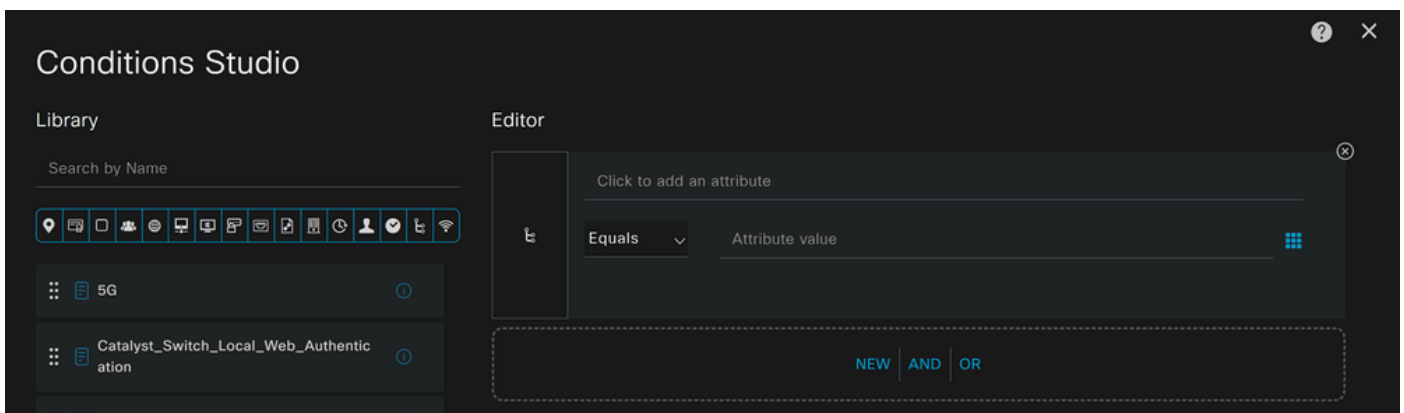 Conditions Studio
Library
Search by Name
5G
Catalyst_Switch_Local_Web_Authentic
ation
Editor
Click to add an attribute
Equals
Attribute value
NEW AND OR